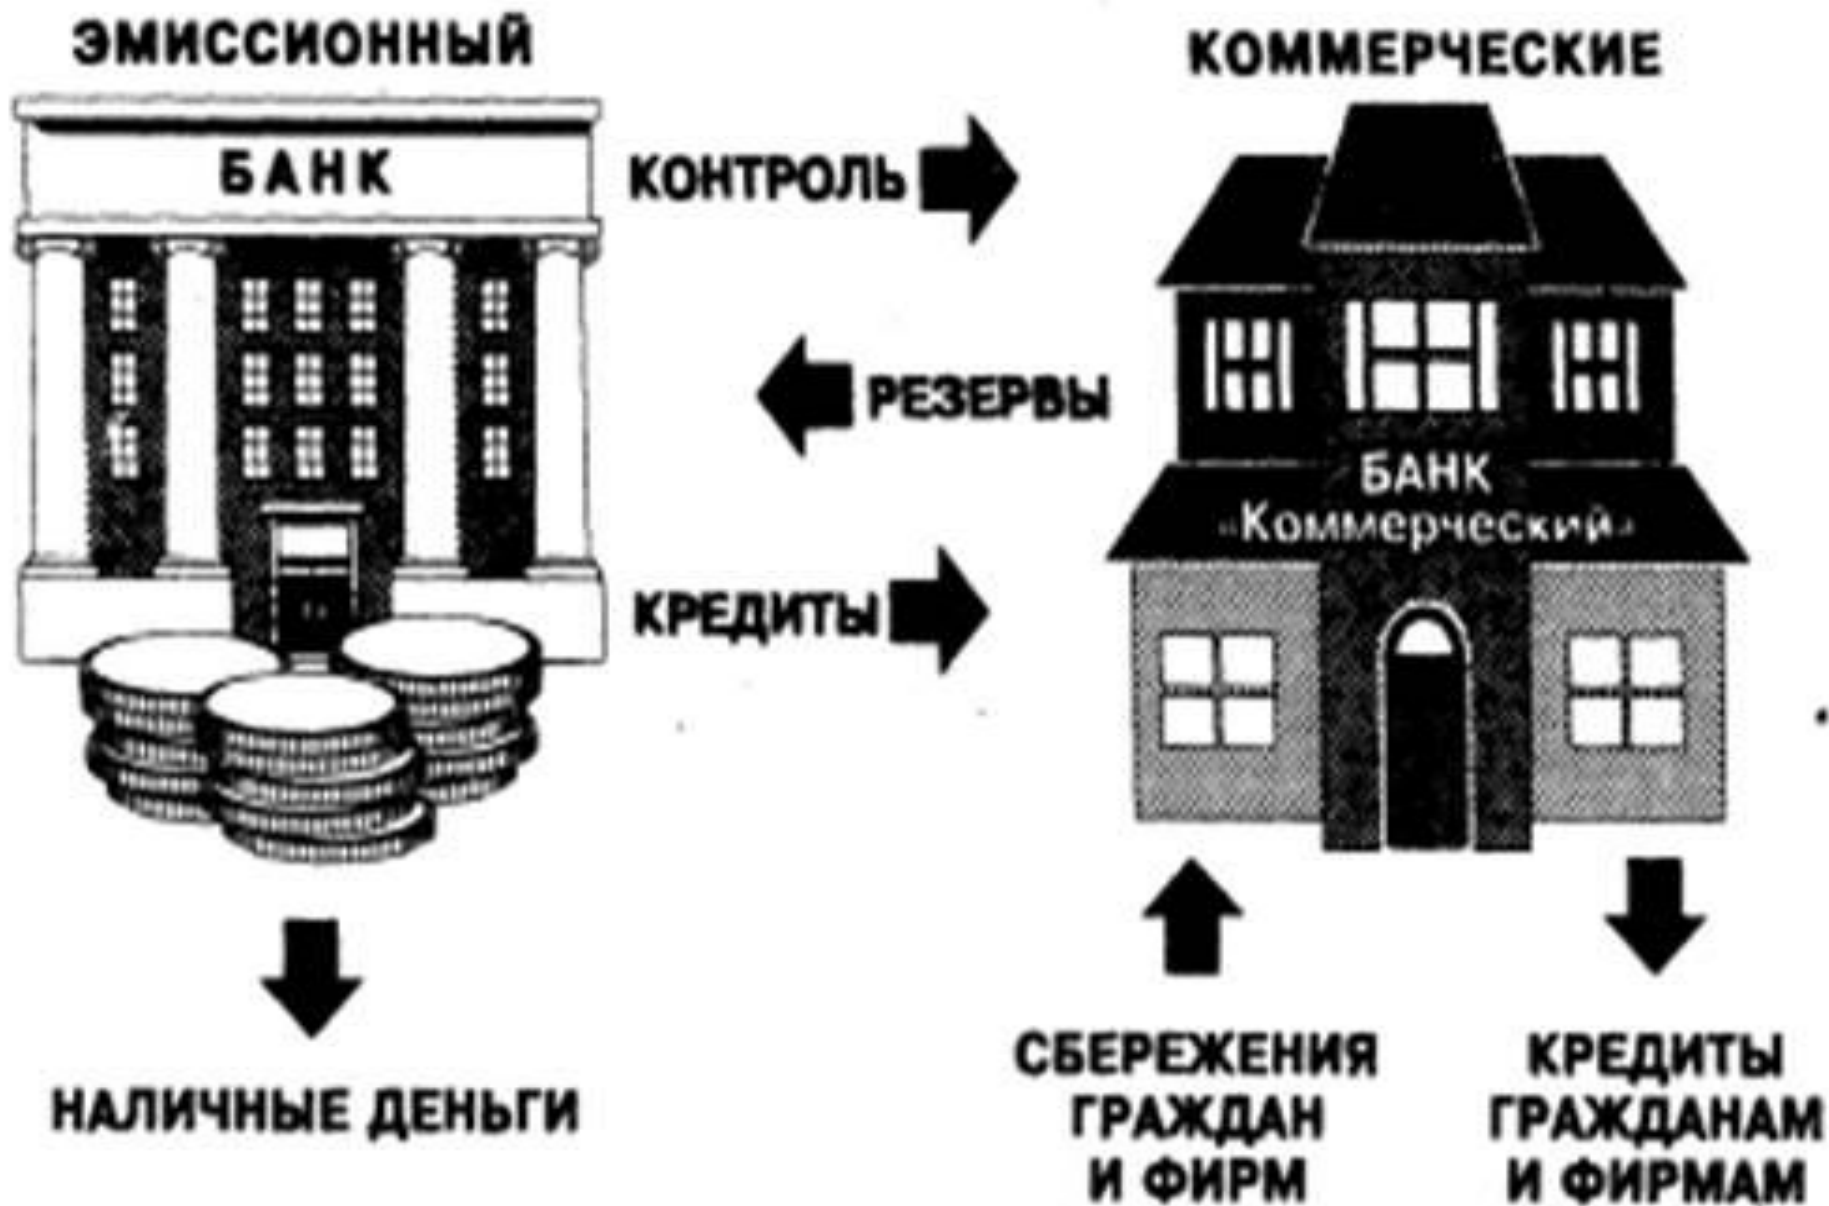 ЭМИССИОННЫЙ
БАНК
КОММЕРЧЕСКИЕ
КОНТРОЛЬ
РЕЗЕРВЫ
КРЕДИТЫ
БАНК
«Коммерческий»
НАЛИЧНЫЕ ДЕНЬГИ
СБЕРЕЖЕНИЯ
ГРАЖДАН
И ФИРМ
КРЕДИТЫ
ГРАЖДАНАМ
И ФИРМАМ